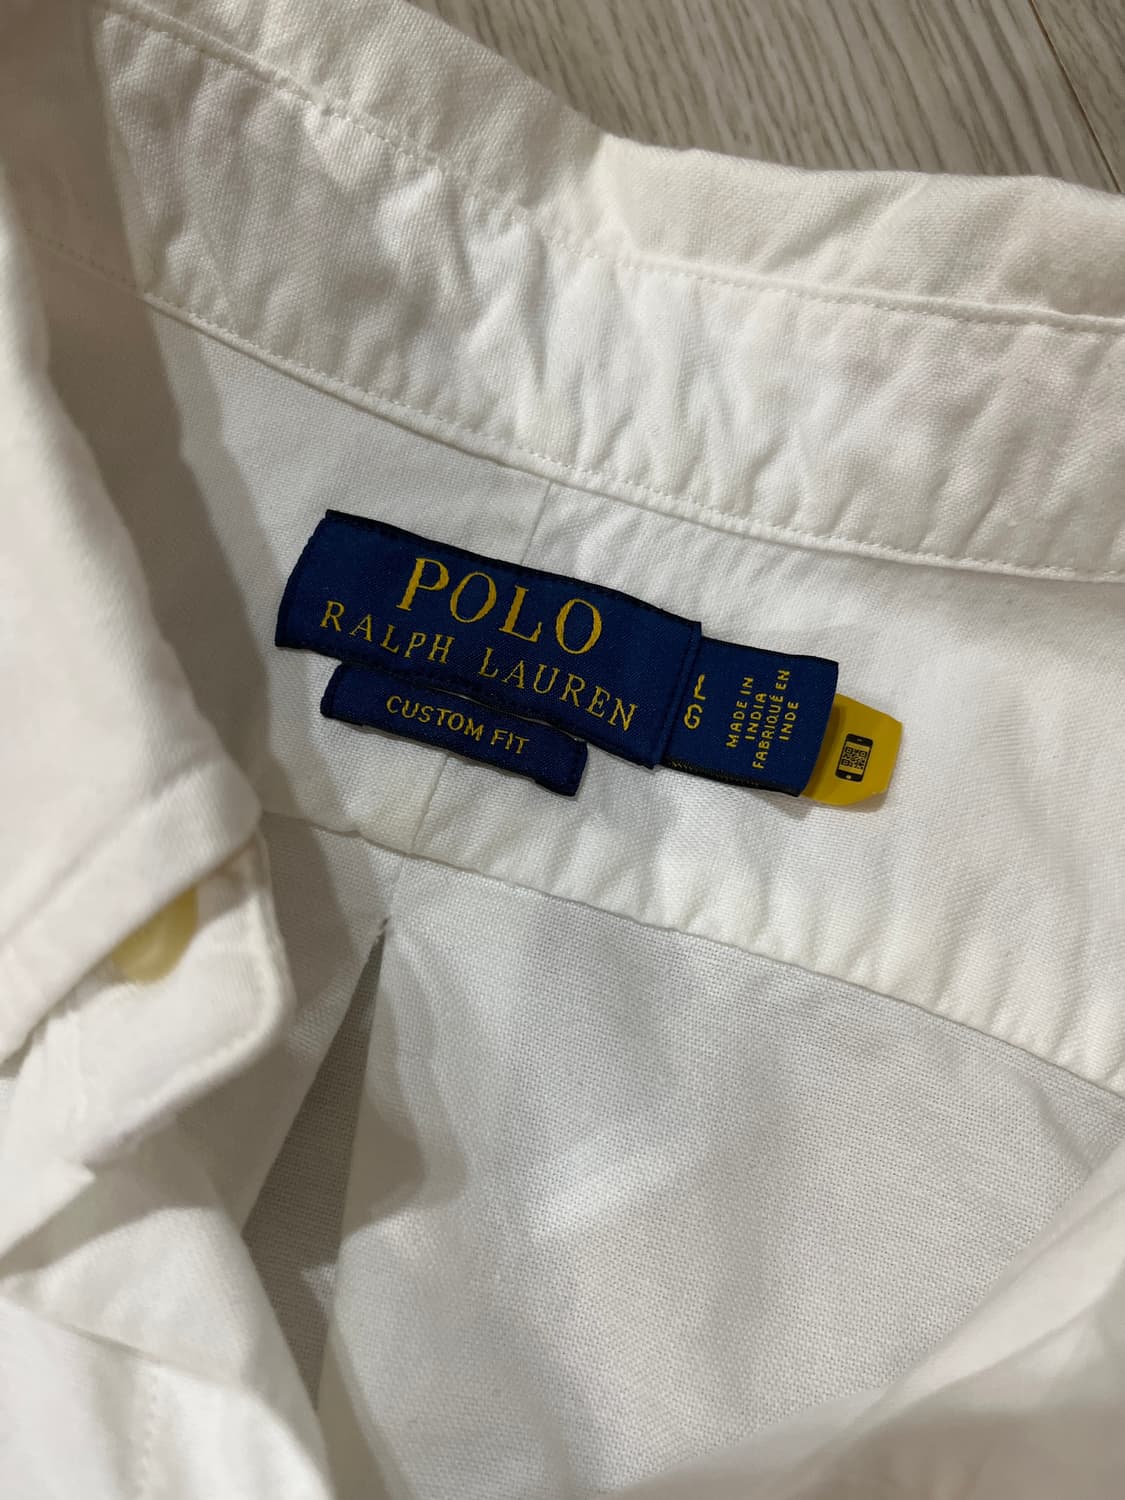 POLO
RALPH LAUREN
CUSTOM FIT
L
G
MADE IN
INDIA
FABRIQUÉ EN
INDE